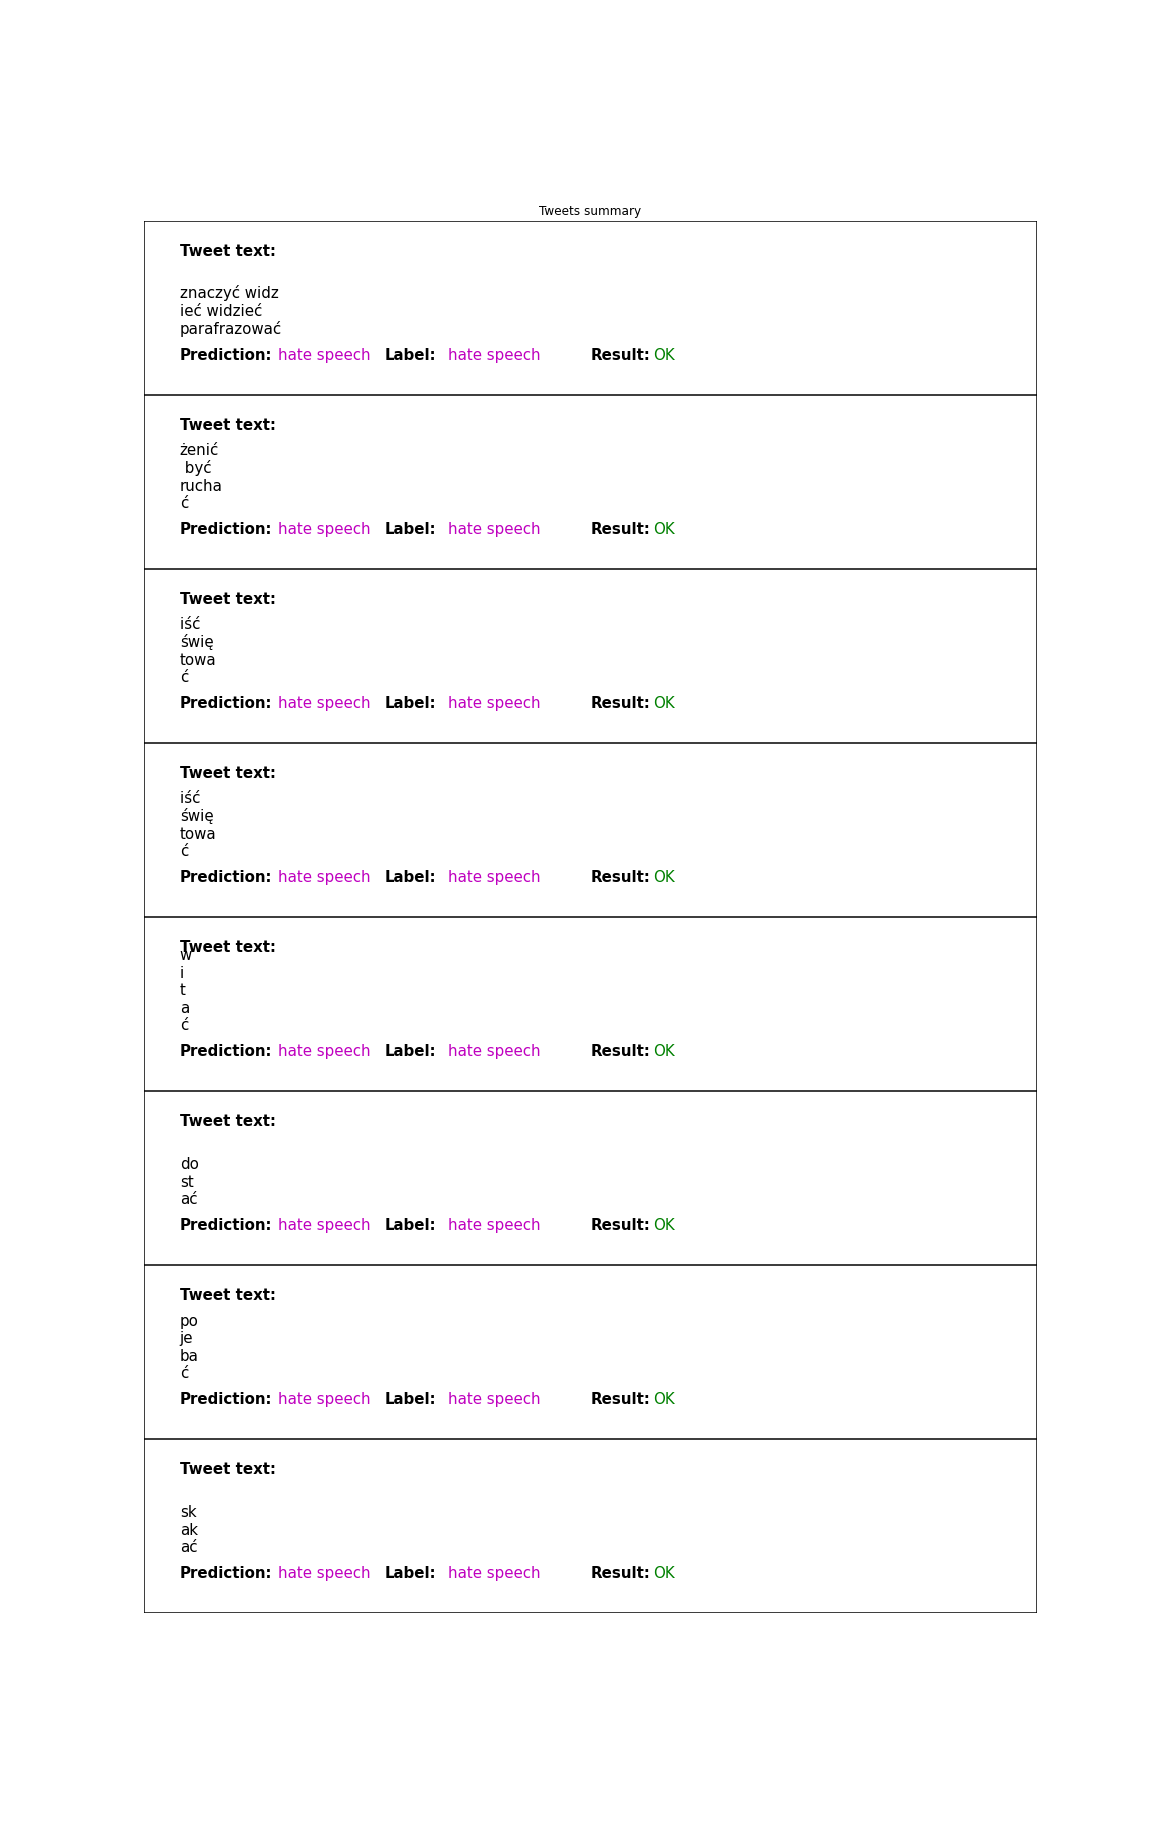 Tweets summary
Tweet text:
znaczyć widz
ieć widzieć
parafrazować
Prediction: hate speech Label: hate speech Result: OK
Tweet text:
żenić
być
rucha
ć
Prediction: hate speech Label: hate speech Result: OK
Tweet text:
iść
świę
towa
ć
Prediction: hate speech Label: hate speech Result: OK
Tweet text:
iść
świę
towa
ć
Prediction: hate speech Label: hate speech Result: OK
Tweet text:
w
i
t
a
ć
Prediction: hate speech Label: hate speech Result: OK
Tweet text:
do
st
ać
Prediction: hate speech Label: hate speech Result: OK
Tweet text:
po
je
ba
ć
Prediction: hate speech Label: hate speech Result: OK
Tweet text:
sk
ak
ać
Prediction: hate speech Label: hate speech Result: OK